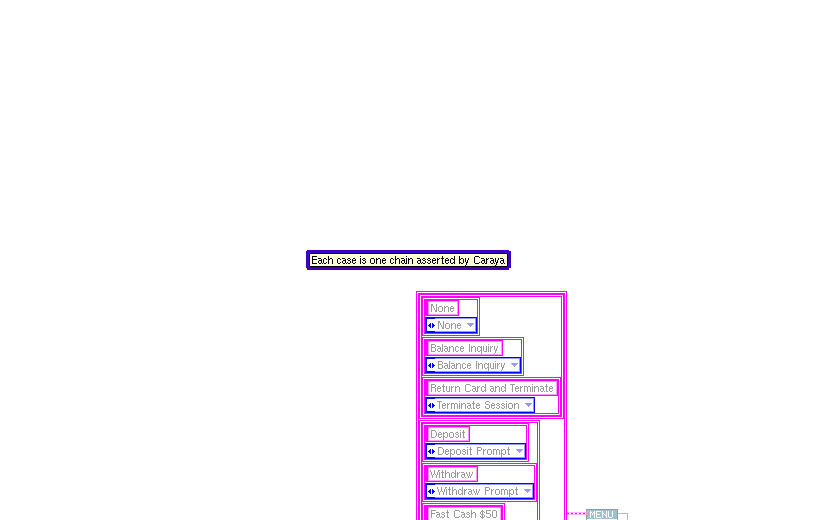 Each case is one chain asserted by Caraya
None
None
Balance Inquiry
Balance Inquiry
Return Card and Terminate
Terminate Session
Deposit
Deposit Prompt
Withdraw
Withdraw Prompt
Fast Cash $50
MENU